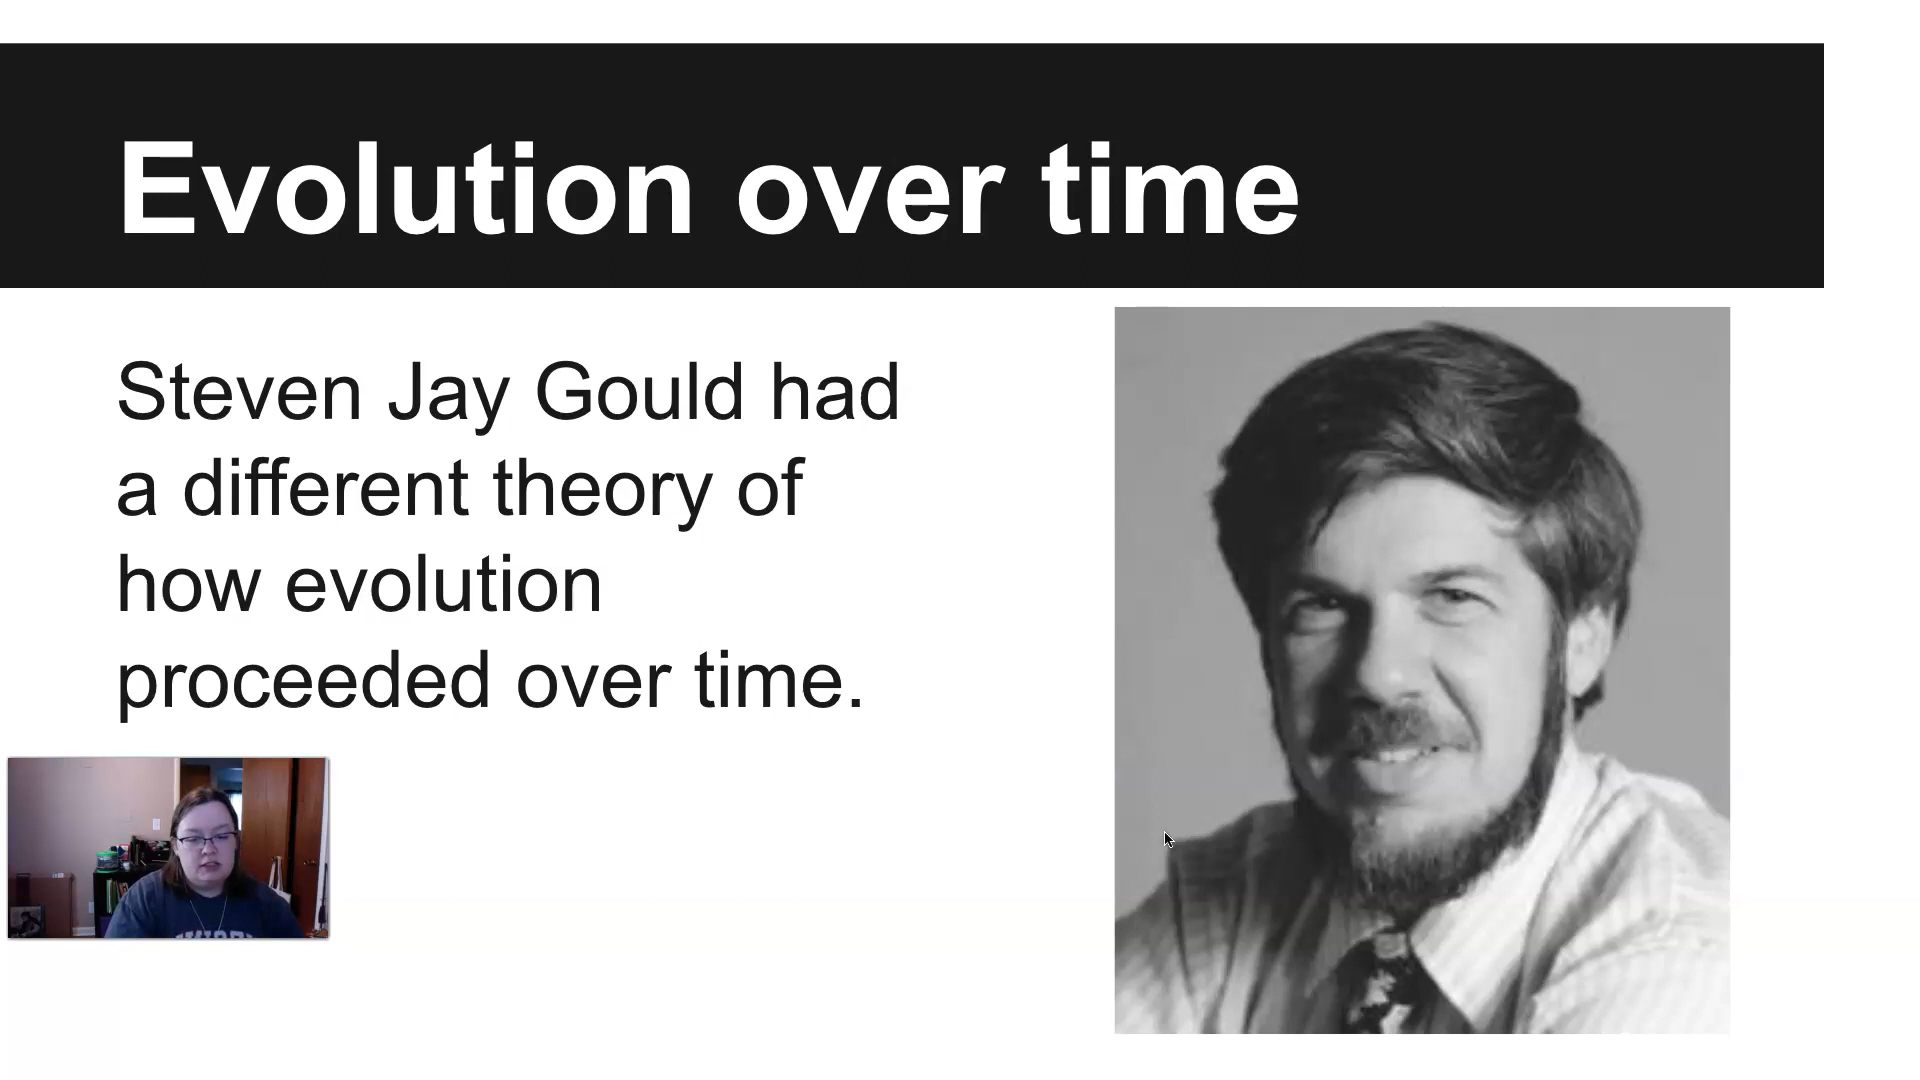 Evolution over time
Steven Jay Gould had
a different theory of
how evolution
proceeded over time.